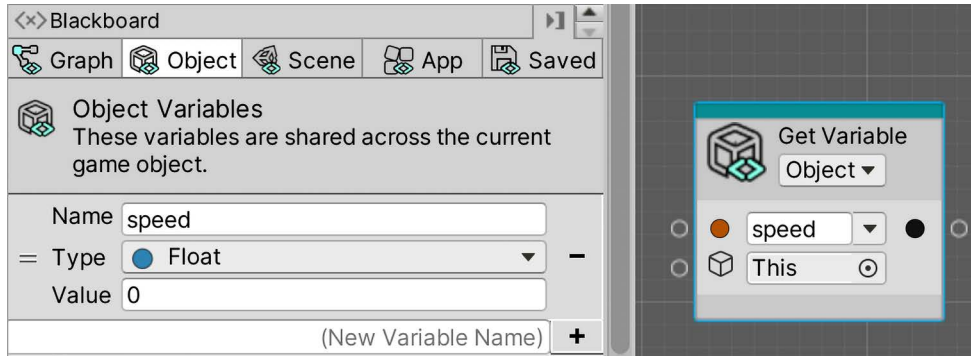 <×> Blackboard
Graph Object Scene App Saved
Object Variables
These variables are shared across the current
game object.
Name speed
= Type Float
Value 0
(New Variable Name) +
Get Variable
Object
speed
This